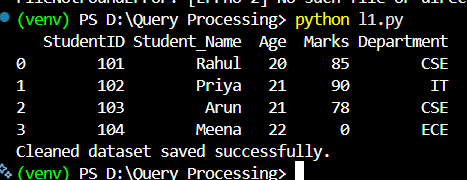 (venv) PS D:\Query Processing> python l1.py
StudentID Student_Name Age Marks Department
0 101 Rahul 20 85 CSE
1 102 Priya 21 90 IT
2 103 Arun 21 78 CSE
3 104 Meena 22 0 ECE
Cleaned dataset saved successfully.
(venv) PS D:\Query Processing>